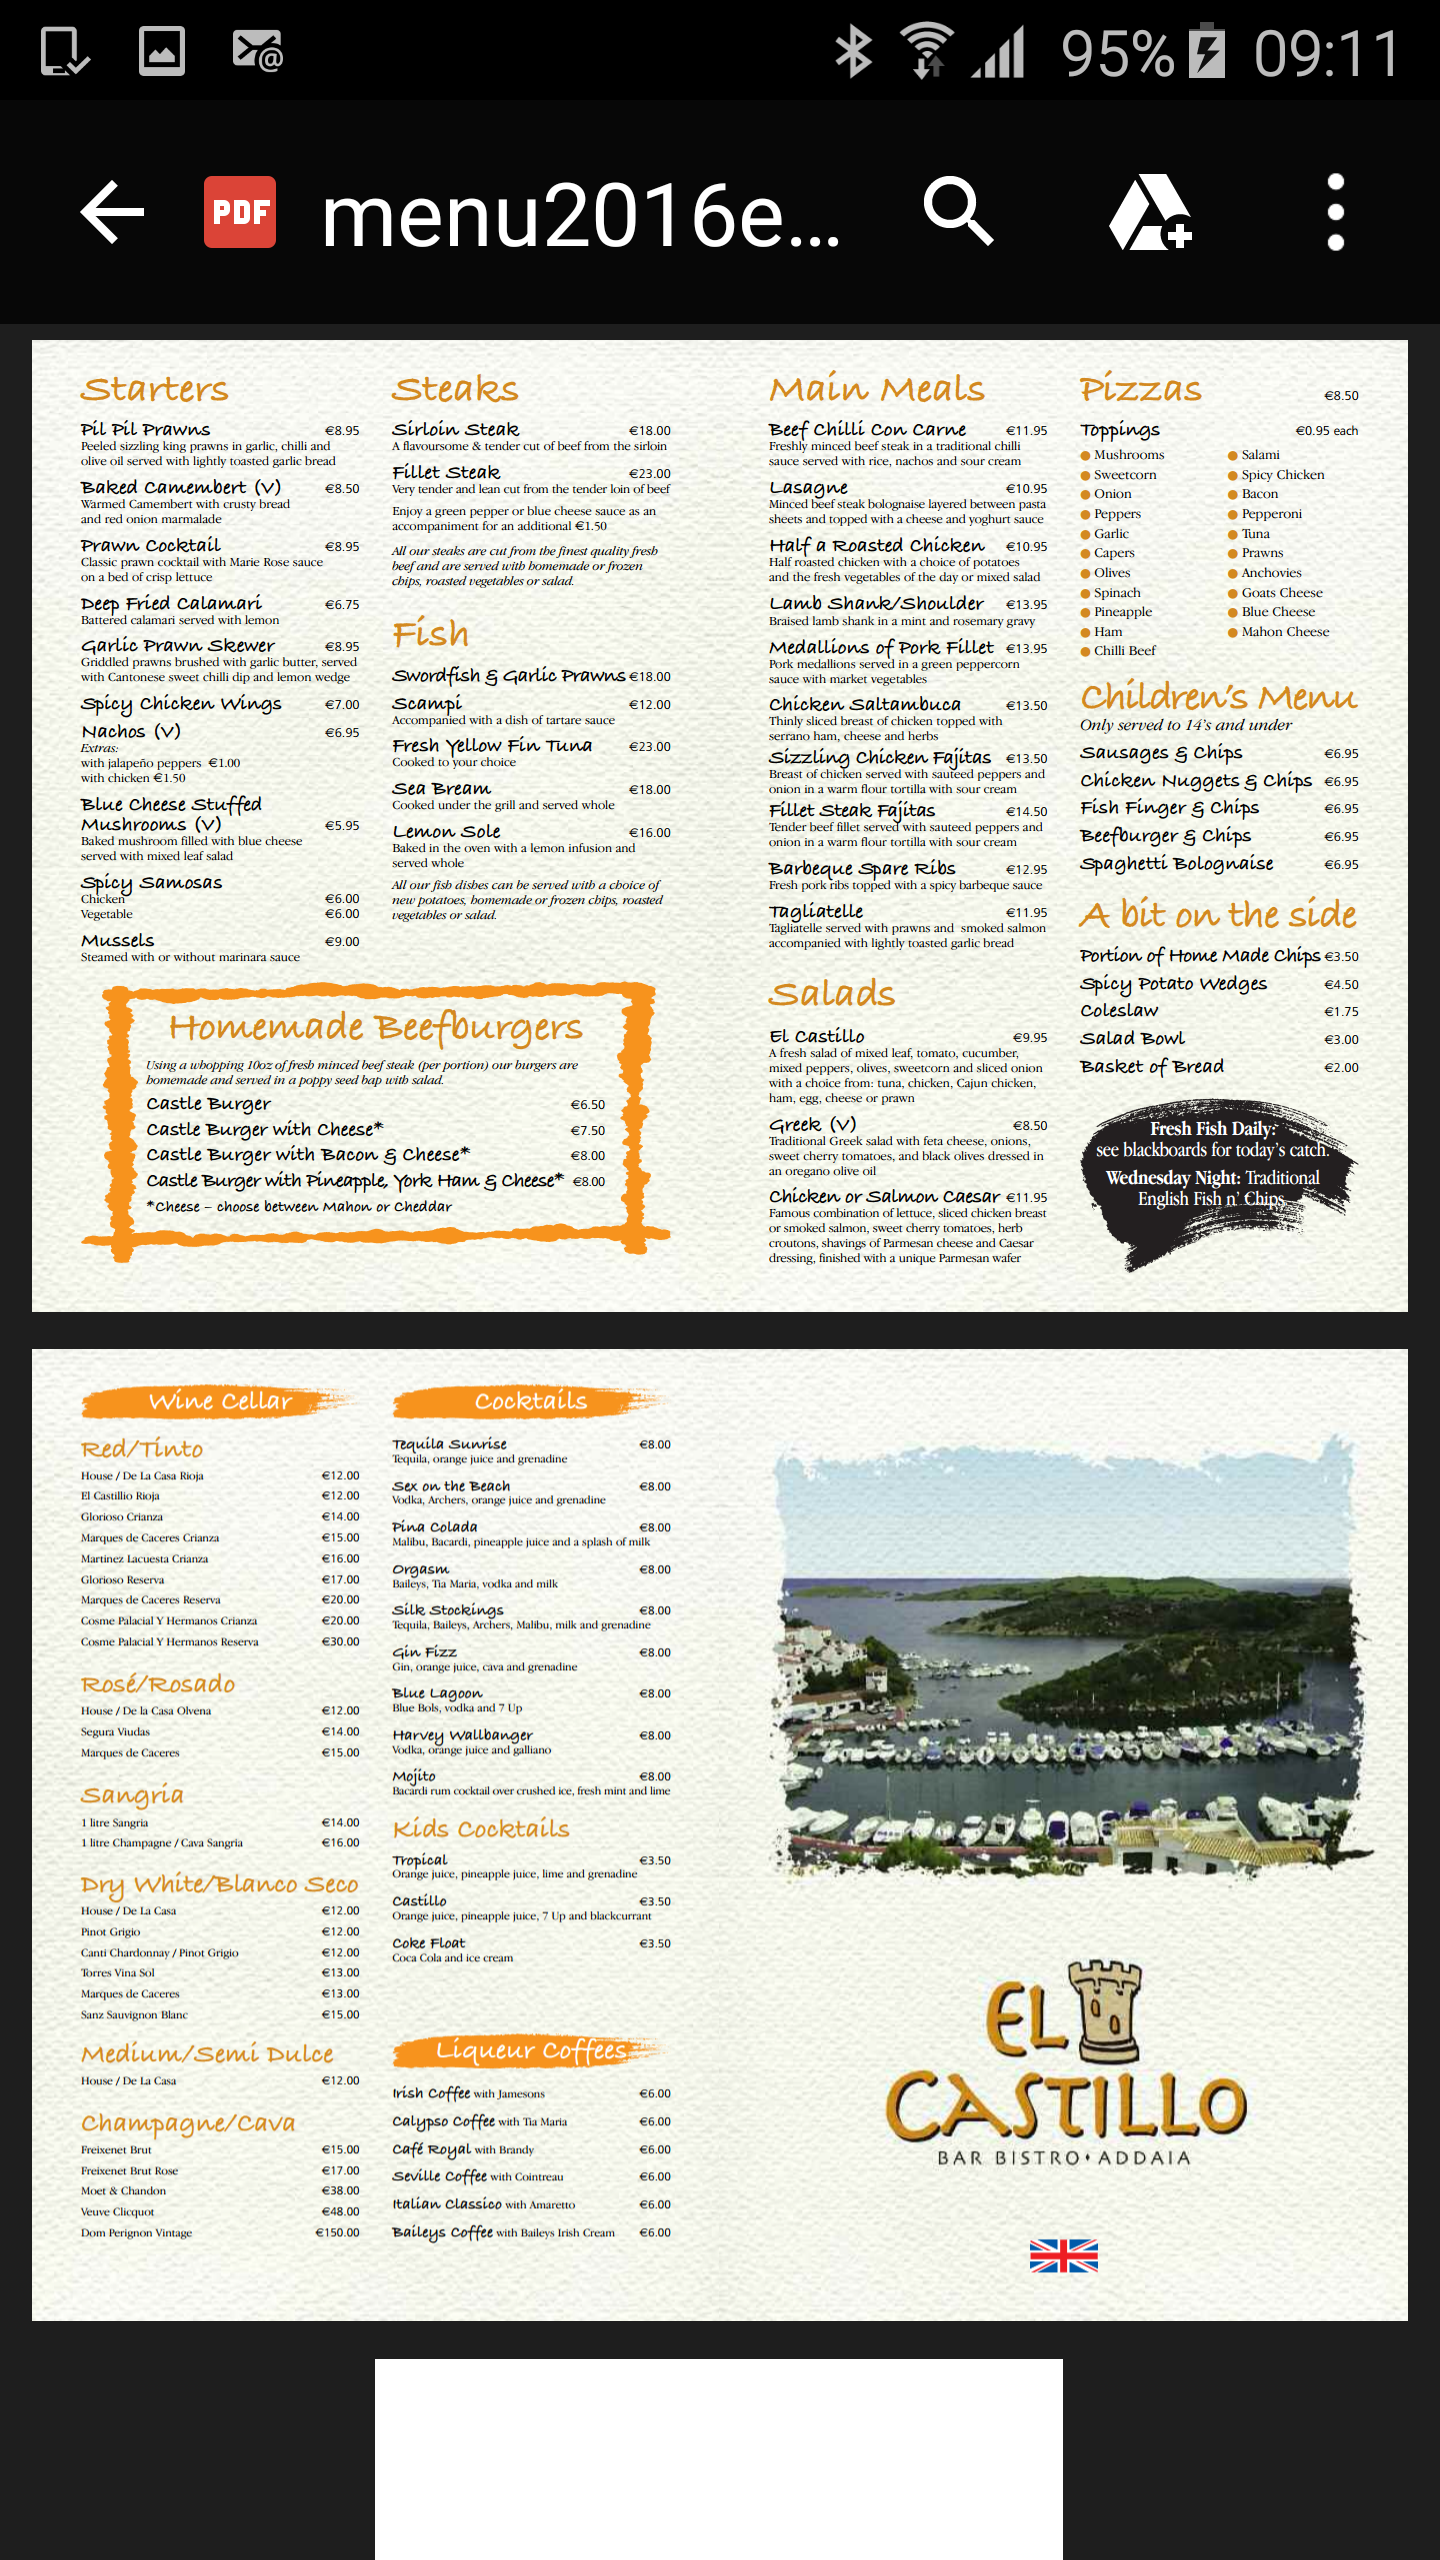 95% 09:11
PDF menu2016e...
Starters
Pil Pil Prawns €8.95
Peeled sizzling king prawns in garlic, chilli and
olive oil served with lightly toasted garlic bread
Baked Camembert (V) €8.50
Warmed Camembert with crusty bread
and red onion marmalade
Prawn Cocktail €8.95
Classic prawn cocktail with Marie Rose sauce
on a bed of crisp lettuce
Deep Fried Calamari €6.75
Battered calamari served with lemon
Garlic Prawn Skewer €8.95
Griddled prawns brushed with garlic butter, served
with Cantonese sweet chilli dip and lemon wedge
Spicy Chicken Wings €7.00
Nachos (V) €6.95
Extras:
with jalapeño peppers €1.00
with chicken €1.50
Blue Cheese Stuffed
Mushrooms (V) €5.95
Baked mushroom filled with blue cheese
served with mixed leaf salad
Spicy Samosas
Chicken €6.00
Vegetable €6.00
Mussels €9.00
Steamed with or without marinara sauce
Steaks
Sirloin Steak €18.00
A flavoursome & tender cut of beef from the sirloin
Fillet Steak €23.00
Very tender and lean cut from the tender loin of beef
Enjoy a green pepper or blue cheese sauce as an
accompaniment for an additional €1.50
All our steaks are cut from the finest quality fresh
beef and are served with homemade or frozen
chips, roasted vegetables or salad.
Fish
Swordfish & Garlic Prawns €18.00
Scampi €12.00
Accompanied with a dish of tartare sauce
Fresh Yellow Fin Tuna €23.00
Cooked to your choice
Sea Bream €18.00
Cooked under the grill and served whole
Lemon Sole €16.00
Baked in the oven with a lemon infusion and
served whole
All our fish dishes can be served with a choice of
new potatoes, homemade or frozen chips, roasted
vegetables or salad.
Homemade Beefburgers
Using a whopping 10oz of fresh minced beef steak (per portion) our burgers are
homemade and served in a poppy seed bap with salad.
Castle Burger €6.50
Castle Burger with Cheese* €7.50
Castle Burger with Bacon & Cheese* €8.00
Castle Burger with Pineapple, York Ham & Cheese* €8.00
*Cheese – choose between Mahon or Cheddar
Main Meals
Beef Chilli Con Carne €11.95
Freshly minced beef steak in a traditional chilli
sauce served with rice, nachos and sour cream
Lasagne €10.95
Minced beef steak bolognaise layered between pasta
sheets and topped with a cheese and yoghurt sauce
Half a Roasted Chicken €10.95
Half roasted chicken with a choice of potatoes
and the fresh vegetables of the day or mixed salad
Lamb Shank/Shoulder €13.95
Braised lamb shank in a mint and rosemary gravy
Medallions of Pork Fillet €13.95
Pork medallions served in a green peppercorn
sauce with market vegetables
Chicken Saltambuca €13.50
Thinly sliced breast of chicken topped with
serrano ham, cheese and herbs
Sizzling Chicken Fajitas €13.50
Breast of chicken served with sauteed peppers and
onion in a warm flour tortilla with sour cream
Fillet Steak Fajitas €14.50
Tender beef fillet served with sauteed peppers and
onion in a warm flour tortilla with sour cream
Barbeque Spare Ribs €12.95
Fresh pork ribs topped with a spicy barbeque sauce
Tagliatelle €11.95
Tagliatelle served with prawns and smoked salmon
accompanied with lightly toasted garlic bread
Salads
El Castillo €9.95
A fresh salad of mixed leaf, tomato, cucumber,
mixed peppers, olives, sweetcorn and sliced onion
with a choice from: tuna, chicken, Cajun chicken,
ham, egg, cheese or prawn
Greek (V) €8.50
Traditional Greek salad with feta cheese, onions,
sweet cherry tomatoes, and black olives dressed in
an oregano olive oil
Chicken or Salmon Caesar €11.95
Famous combination of lettuce, sliced chicken breast
or smoked salmon, sweet cherry tomatoes, herb
croutons, shavings of Parmesan cheese and Caesar
dressing, finished with a unique Parmesan wafer
Pizzas €8.50
Toppings €0.95 each
Mushrooms
Sweetcorn
Onion
Peppers
Garlic
Capers
Olives
Spinach
Pineapple
Ham
Chilli Beef
Salami
Spicy Chicken
Bacon
Pepperoni
Tuna
Prawns
Anchovies
Goats Cheese
Blue Cheese
Mahon Cheese
Children's Menu
Only served to 14's and under
Sausages & Chips €6.95
Chicken Nuggets & Chips €6.95
Fish Finger & Chips €6.95
Beefburger & Chips €6.95
Spaghetti Bolognaise €6.95
A bit on the side
Portion of Home Made Chips €3.50
Spicy Potato Wedges €4.50
Coleslaw €1.75
Salad Bowl €3.00
Basket of Bread €2.00
Fresh Fish Daily:
see blackboards for today's catch.
Wednesday Night: Traditional
English Fish n' Chips
Wine Cellar
Red/Tinto
House / De La Casa Rioja €12.00
El Castillio Rioja €12.00
Glorioso Crianza €14.00
Marques de Caceres Crianza €15.00
Martinez Lacuesta Crianza €16.00
Glorioso Reserva €17.00
Marques de Caceres Reserva €20.00
Cosme Palacial Y Hermanos Crianza €20.00
Cosme Palacial Y Hermanos Reserva €30.00
Rosé/Rosado
House / De la Casa Olvena €12.00
Segura Viudas €14.00
Marques de Caceres €15.00
Sangria
1 litre Sangria €14.00
1 litre Champagne / Cava Sangria €16.00
Dry White/Blanco Seco
House / De La Casa €12.00
Pinot Grigio €12.00
Canti Chardonnay / Pinot Grigio €12.00
Torres Vina Sol €13.00
Marques de Caceres €13.00
Sanz Sauvignon Blanc €15.00
Medium/Semi Dulce
House / De La Casa €12.00
Champagne/Cava
Freixenet Brut €15.00
Freixenet Brut Rose €17.00
Moet & Chandon €38.00
Veuve Clicquot €48.00
Dom Perignon Vintage €150.00
Cocktails
Tequila Sunrise €8.00
Tequila, orange juice and grenadine
Sex on the Beach €8.00
Vodka, Archers, orange juice and grenadine
Pina Colada €8.00
Malibu, Bacardi, pineapple juice and a splash of milk
Orgasm €8.00
Baileys, Tia Maria, vodka and milk
Silk Stockings €8.00
Tequila, Baileys, Archers, Malibu, milk and grenadine
Gin Fizz €8.00
Gin, orange juice, cava and grenadine
Blue Lagoon €8.00
Blue Bols, vodka and 7 Up
Harvey Wallbanger €8.00
Vodka, orange juice and galliano
Mojito €8.00
Bacardi rum cocktail over crushed ice, fresh mint and lime
Kids Cocktails
Tropical €3.50
Orange juice, pineapple juice, lime and grenadine
Castillo €3.50
Orange juice, pineapple juice, 7 Up and blackcurrant
Coke Float €3.50
Coca Cola and ice cream
Liqueur Coffees
Irish Coffee with Jamesons €6.00
Calypso Coffee with Tia Maria €6.00
Café Royal with Brandy €6.00
Seville Coffee with Cointreau €6.00
Italian Classico with Amaretto €6.00
Baileys Coffee with Baileys Irish Cream €6.00
EL
CASTILLO
BAR BISTRO • ADDAIA